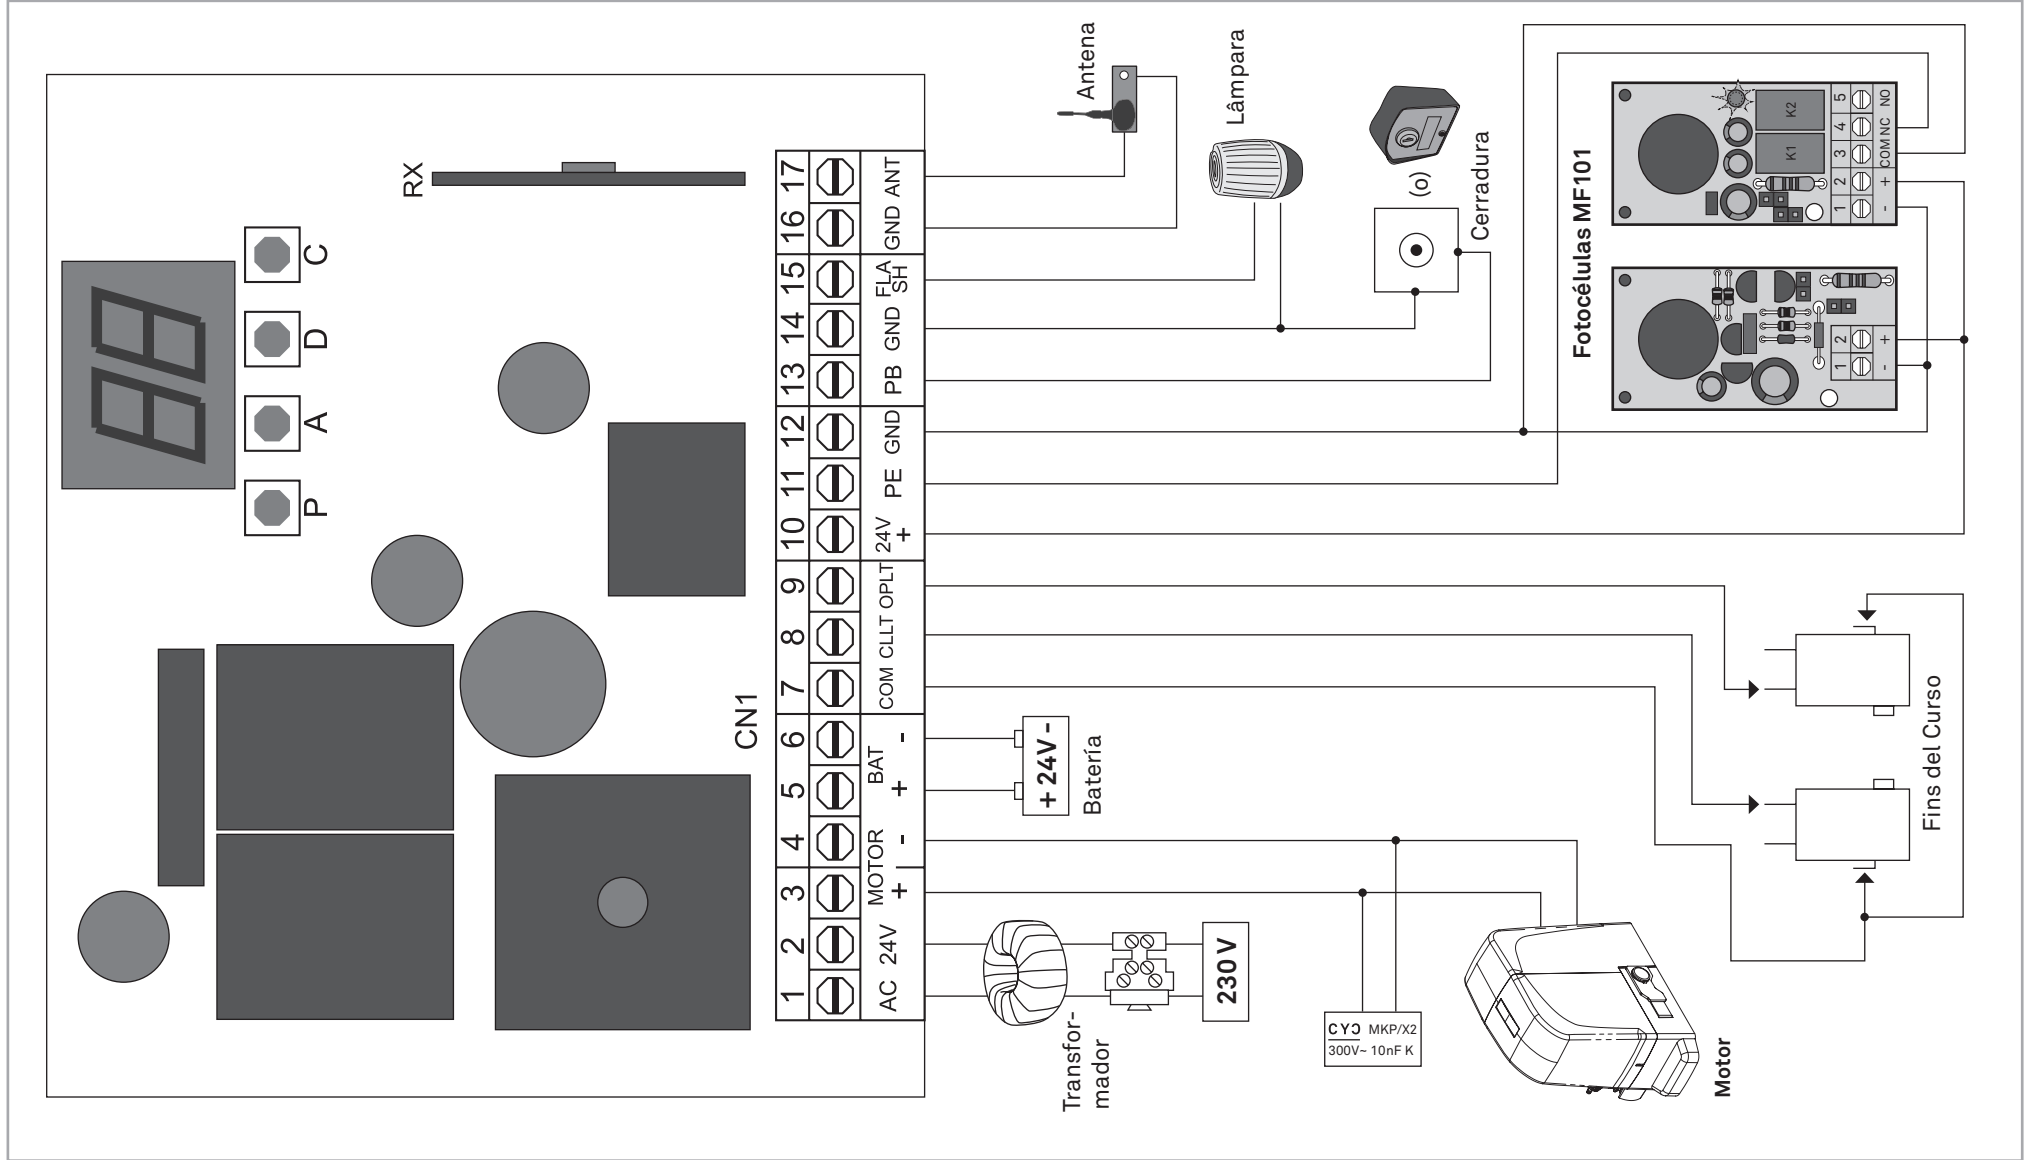 RX
P
A
D
C
CN1
1
2
3
4
5
6
7
8
9
10
11
12
13
14
15
16
17
AC 24V
MOTOR
+ -
BAT
+ -
COM CLLT OPLT
24V
+
PE GND
PB GND FLA
SH
GND ANT
Transfor-
mador
230 V
+ 24V -
Batería
CYC MKP/X2
300V~ 10nF K
Motor
Fins del Curso
Antena
Lâmpara
(o)
Cerradura
Fotocélulas MF101
1 2
- +
K1 K2
1 2 3 4 5
- + COM NC NO